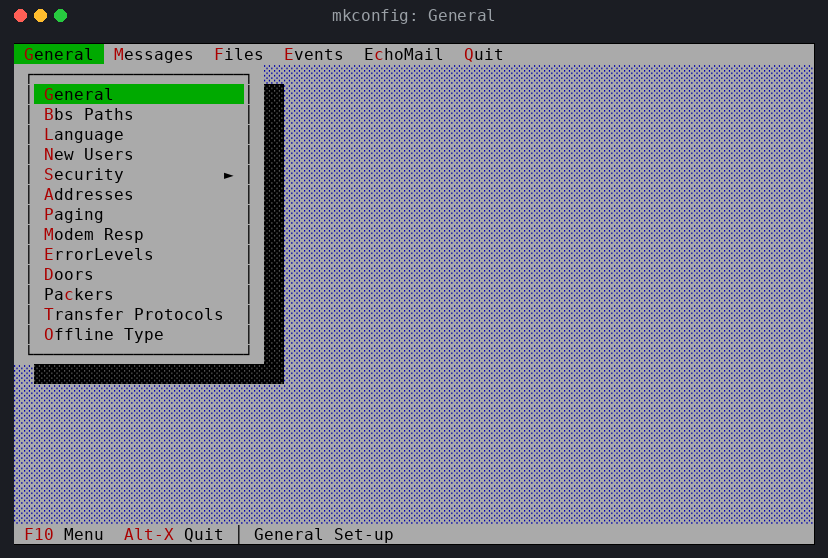 mkconfig: General
General Messages Files Events EchoMail Quit
General
Bbs Paths
Language
New Users
Security ►
Addresses
Paging
Modem Resp
ErrorLevels
Doors
Packers
Transfer Protocols
Offline Type
F10 Menu Alt-X Quit │ General Set-up